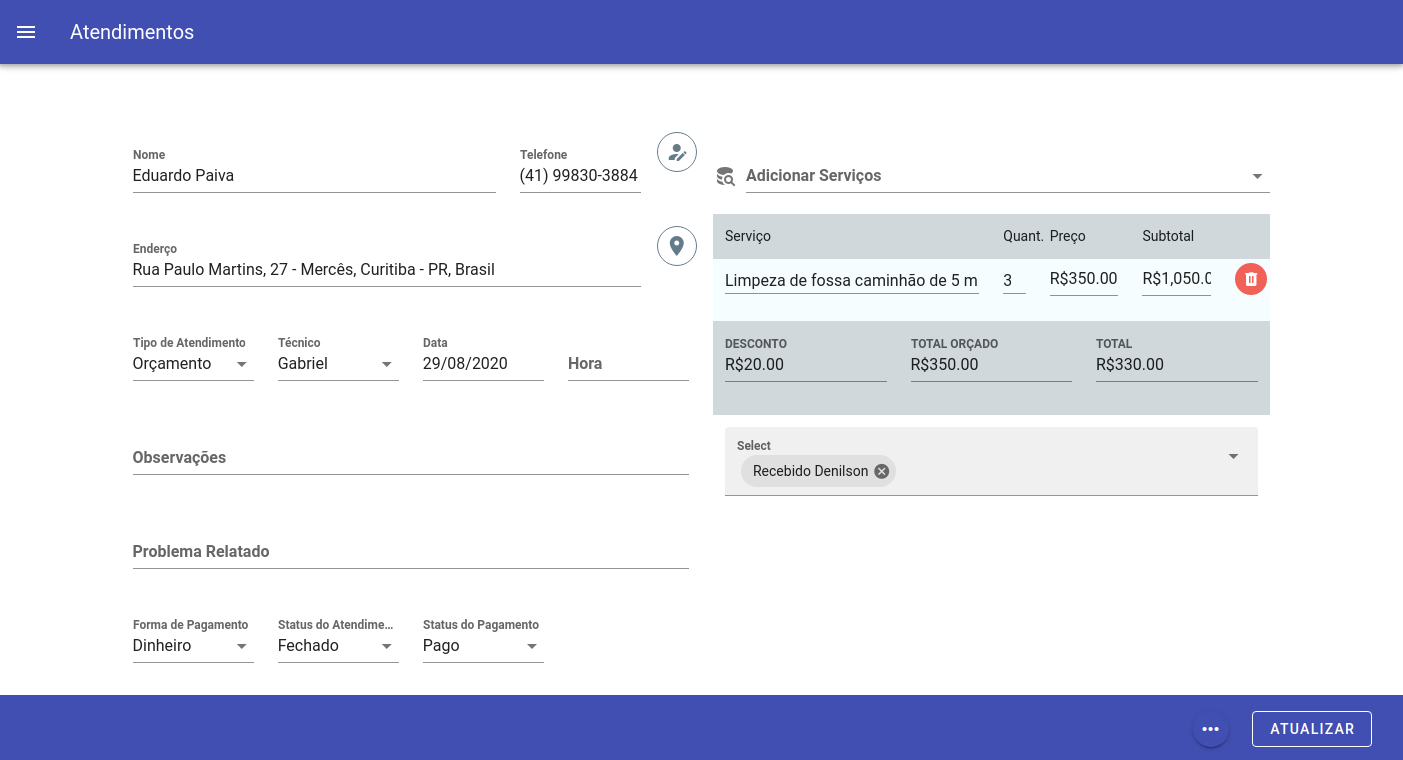 Atendimentos
Nome
Eduardo Paiva
Telefone
(41) 99830-3884
Enderço
Rua Paulo Martins, 27 - Mercês, Curitiba - PR, Brasil
Tipo de Atendimento
Orçamento
Técnico
Gabriel
Data
29/08/2020
Hora
Observações
Problema Relatado
Forma de Pagamento
Dinheiro
Status do Atendime...
Fechado
Status do Pagamento
Pago
Adicionar Serviços
Serviço Quant. Preço Subtotal
Limpeza de fossa caminhão de 5 m 3 R$350.00 R$1,050.0
DESCONTO
R$20.00
TOTAL ORÇADO
R$350.00
TOTAL
R$330.00
Select
Recebido Denilson
ATUALIZAR